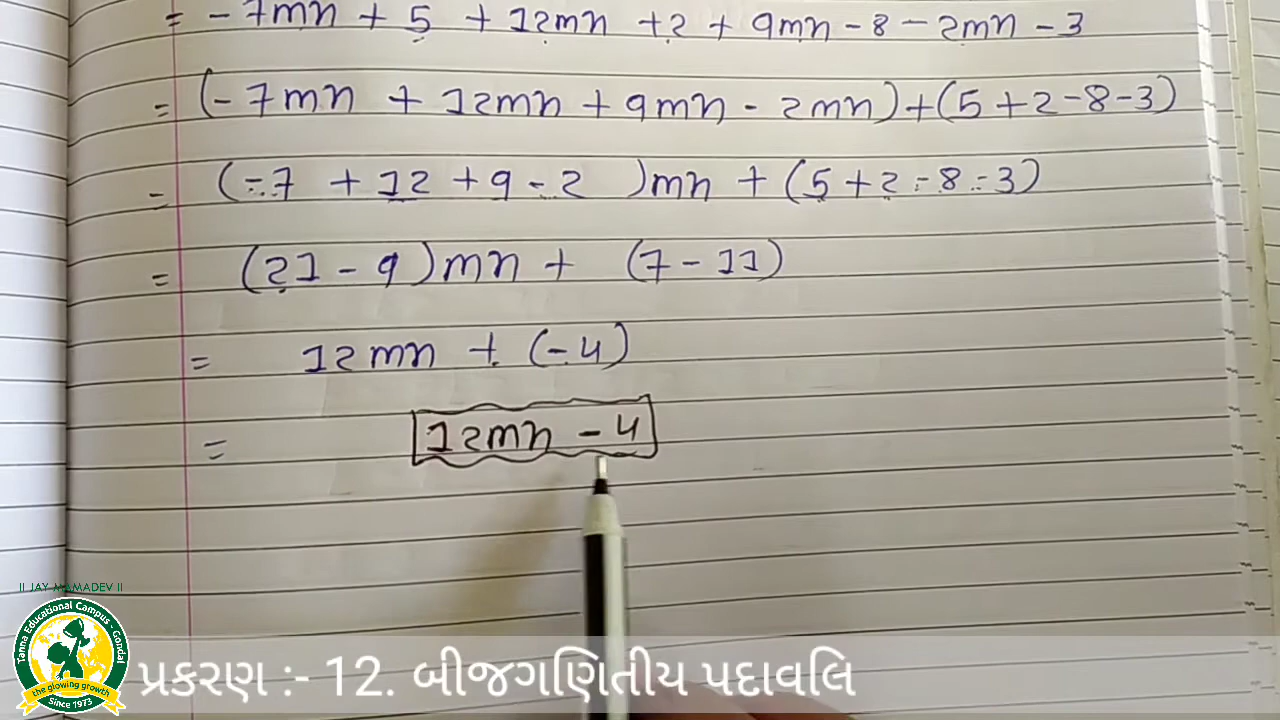 = - 7mn + 5 + 12mn + 2 + 9mn - 8 - 2mn - 3
= (- 7mn + 12mn + 9mn - 2mn) + (5 + 2 - 8 - 3)
= (-7 + 12 + 9 - 2 )mn + (5 + 2 - 8 - 3)
= (21 - 9)mn + (7 - 11)
= 12mn + (-4)
= 12mn - 4
|| JAY MAMADEV ||
Tanna Educational Campus - Gondal
the glowing growth
Since 1973
પ્રકરણ :- 12. બીજગણિતીય પદાવલિ